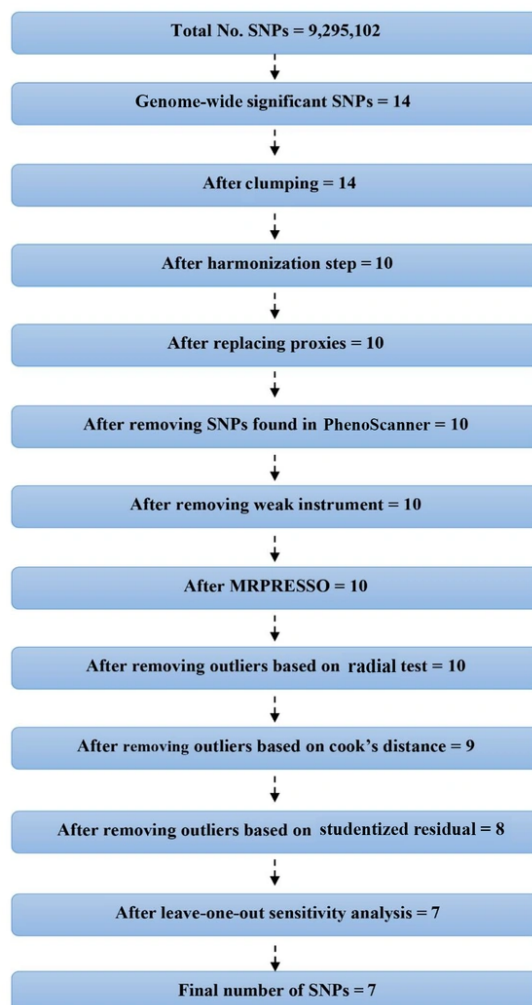 Total No. SNPs = 9,295,102
Genome-wide significant SNPs = 14
After clumping = 14
After harmonization step = 10
After replacing proxies = 10
After removing SNPs found in PhenoScanner = 10
After removing weak instrument = 10
After MRPRESSO = 10
After removing outliers based on radial test = 10
After removing outliers based on cook's distance = 9
After removing outliers based on studentized residual = 8
After leave-one-out sensitivity analysis = 7
Final number of SNPs = 7